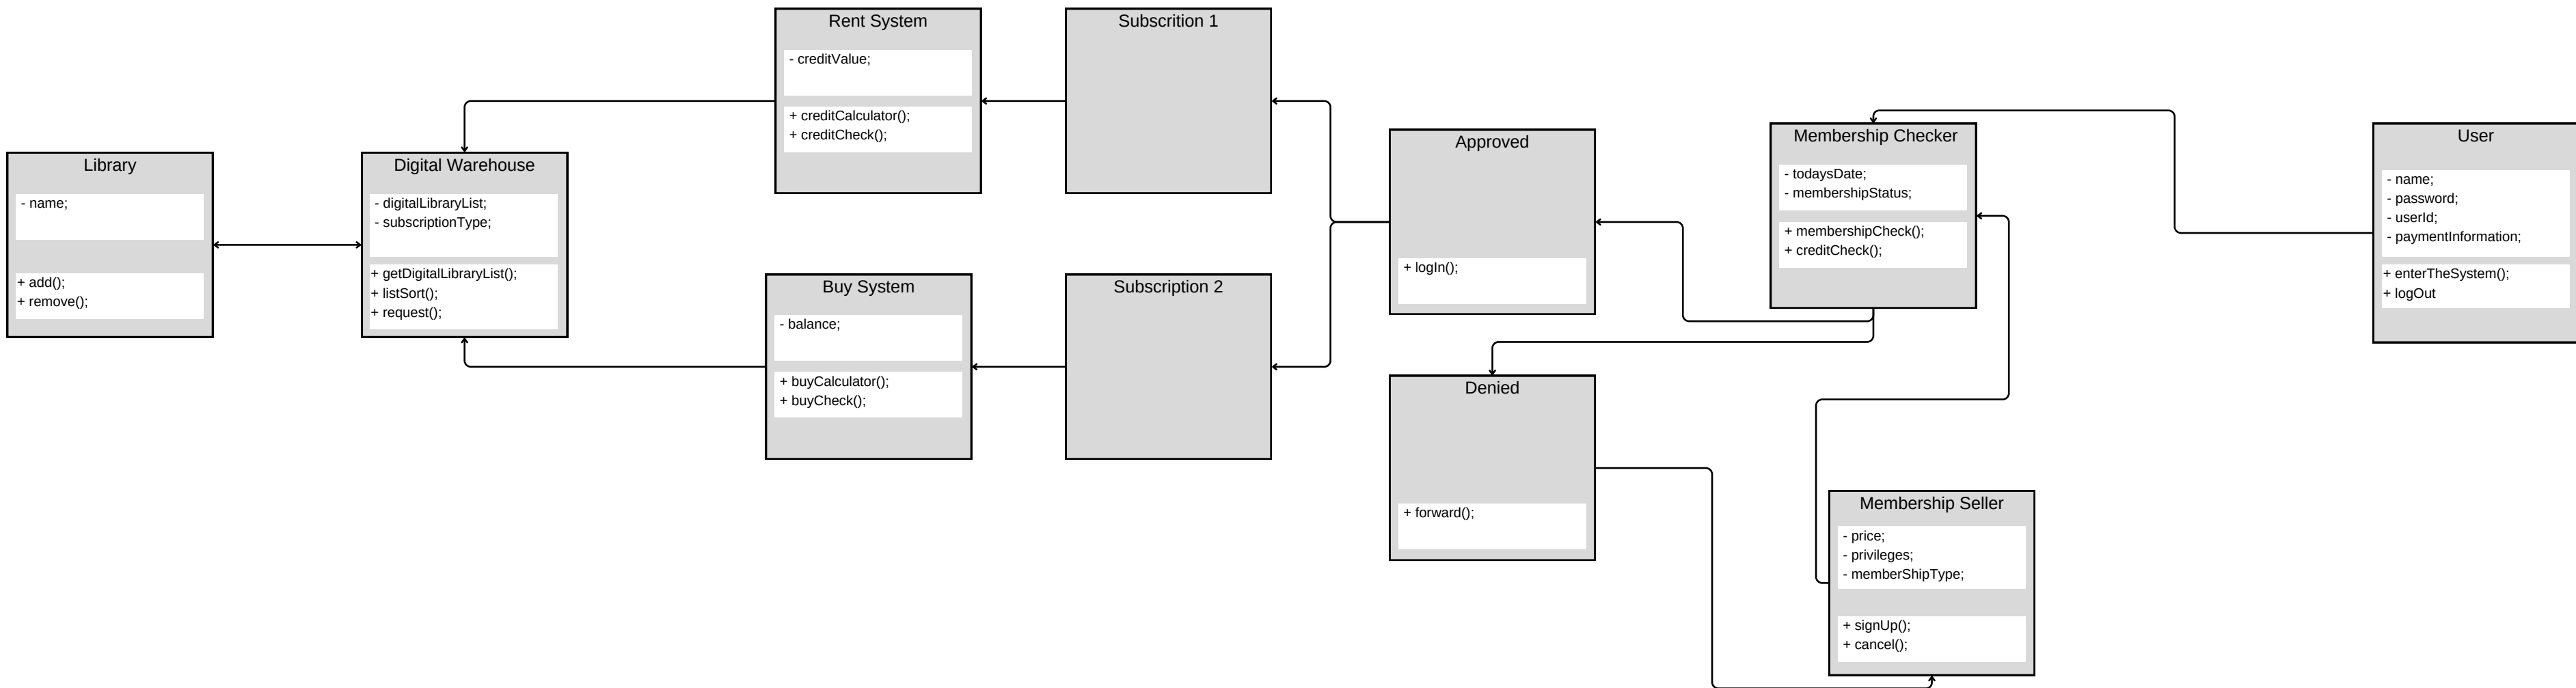 Rent System
- creditValue;
+ creditCalculator();
+ creditCheck();
Subscrition 1
Library
- name;
+ add();
+ remove();
Digital Warehouse
- digitalLibraryList;
- subscriptionType;
+ getDigitalLibraryList();
+ listSort();
+ request();
Buy System
- balance;
+ buyCalculator();
+ buyCheck();
Subscription 2
Approved
+ logIn();
Denied
+ forward();
Membership Checker
- todaysDate;
- membershipStatus;
+ membershipCheck();
+ creditCheck();
Membership Seller
- price;
- privileges;
- memberShipType;
+ signUp();
+ cancel();
User
- name;
- password;
- userId;
- paymentInformation;
+ enterTheSystem();
+ logOut